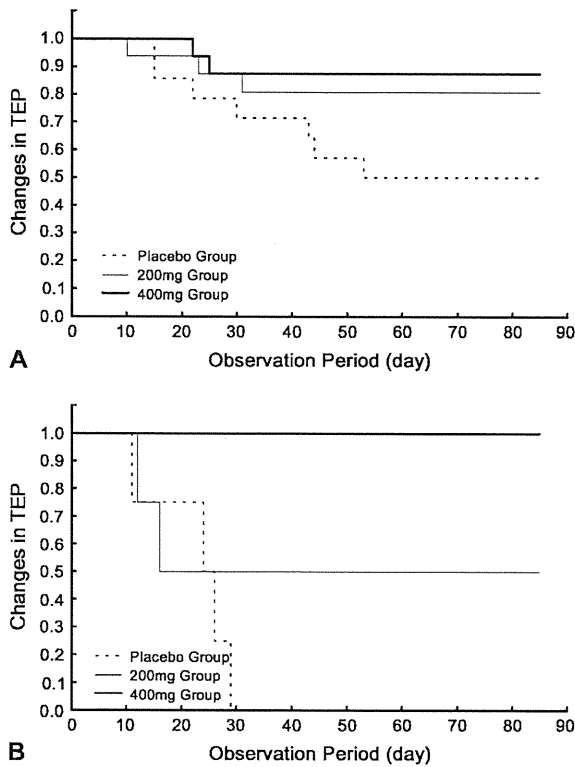 Changes in TEP
1.0
0.9
0.8
0.7
0.6
0.5
0.4
0.3
0.2
0.1
0.0
Placebo Group
200mg Group
400mg Group
0 10 20 30 40 50 60 70 80 90
A
Observation Period (day)
Changes in TEP
1.0
0.9
0.8
0.7
0.6
0.5
0.4
0.3
0.2
0.1
0.0
Placebo Group
200mg Group
400mg Group
0 10 20 30 40 50 60 70 80 90
B
Observation Period (day)